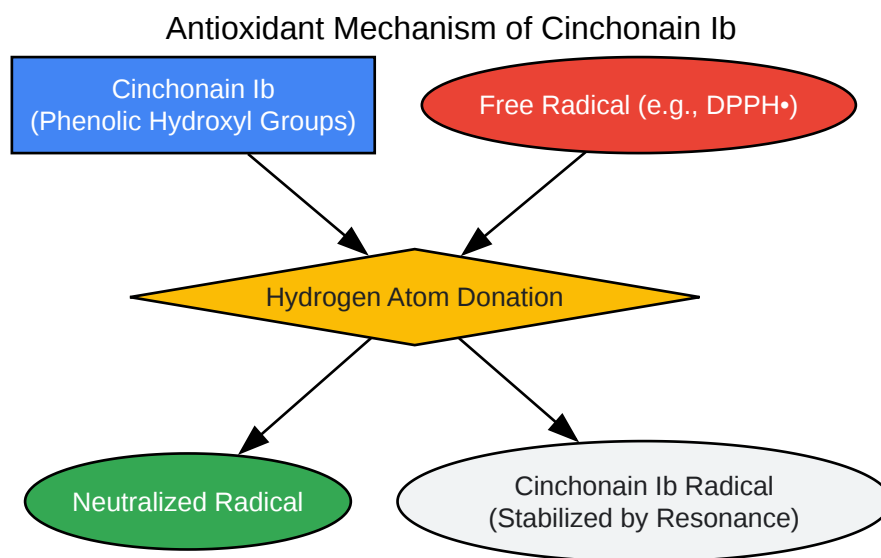 Antioxidant Mechanism of Cinchonain Ib
Cinchonain Ib
(Phenolic Hydroxyl Groups)
Free Radical (e.g., DPPH•)
Hydrogen Atom Donation
Neutralized Radical
Cinchonain Ib Radical
(Stabilized by Resonance)